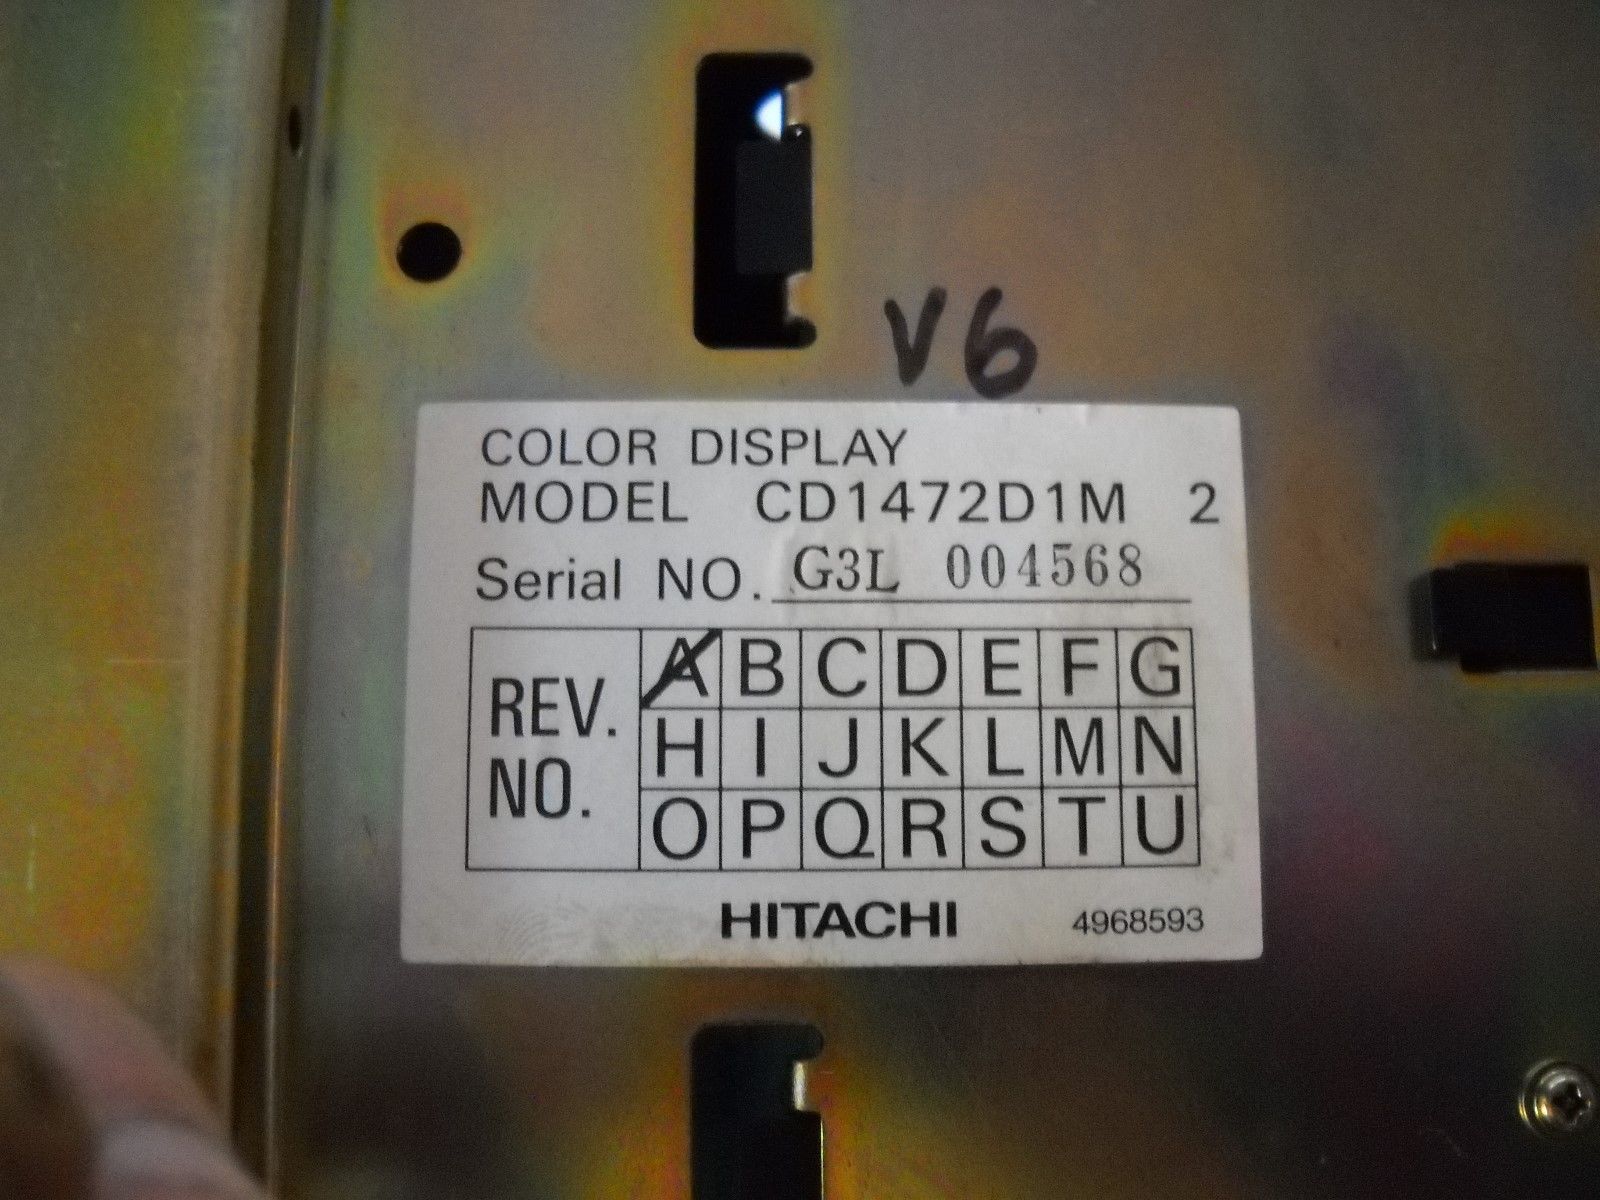 V6
COLOR DISPLAY
MODEL CD1472D1M 2
Serial NO. G3L 004568
REV. NO.
A B C D E F G
H I J K L M N
O P Q R S T U
HITACHI 4968593